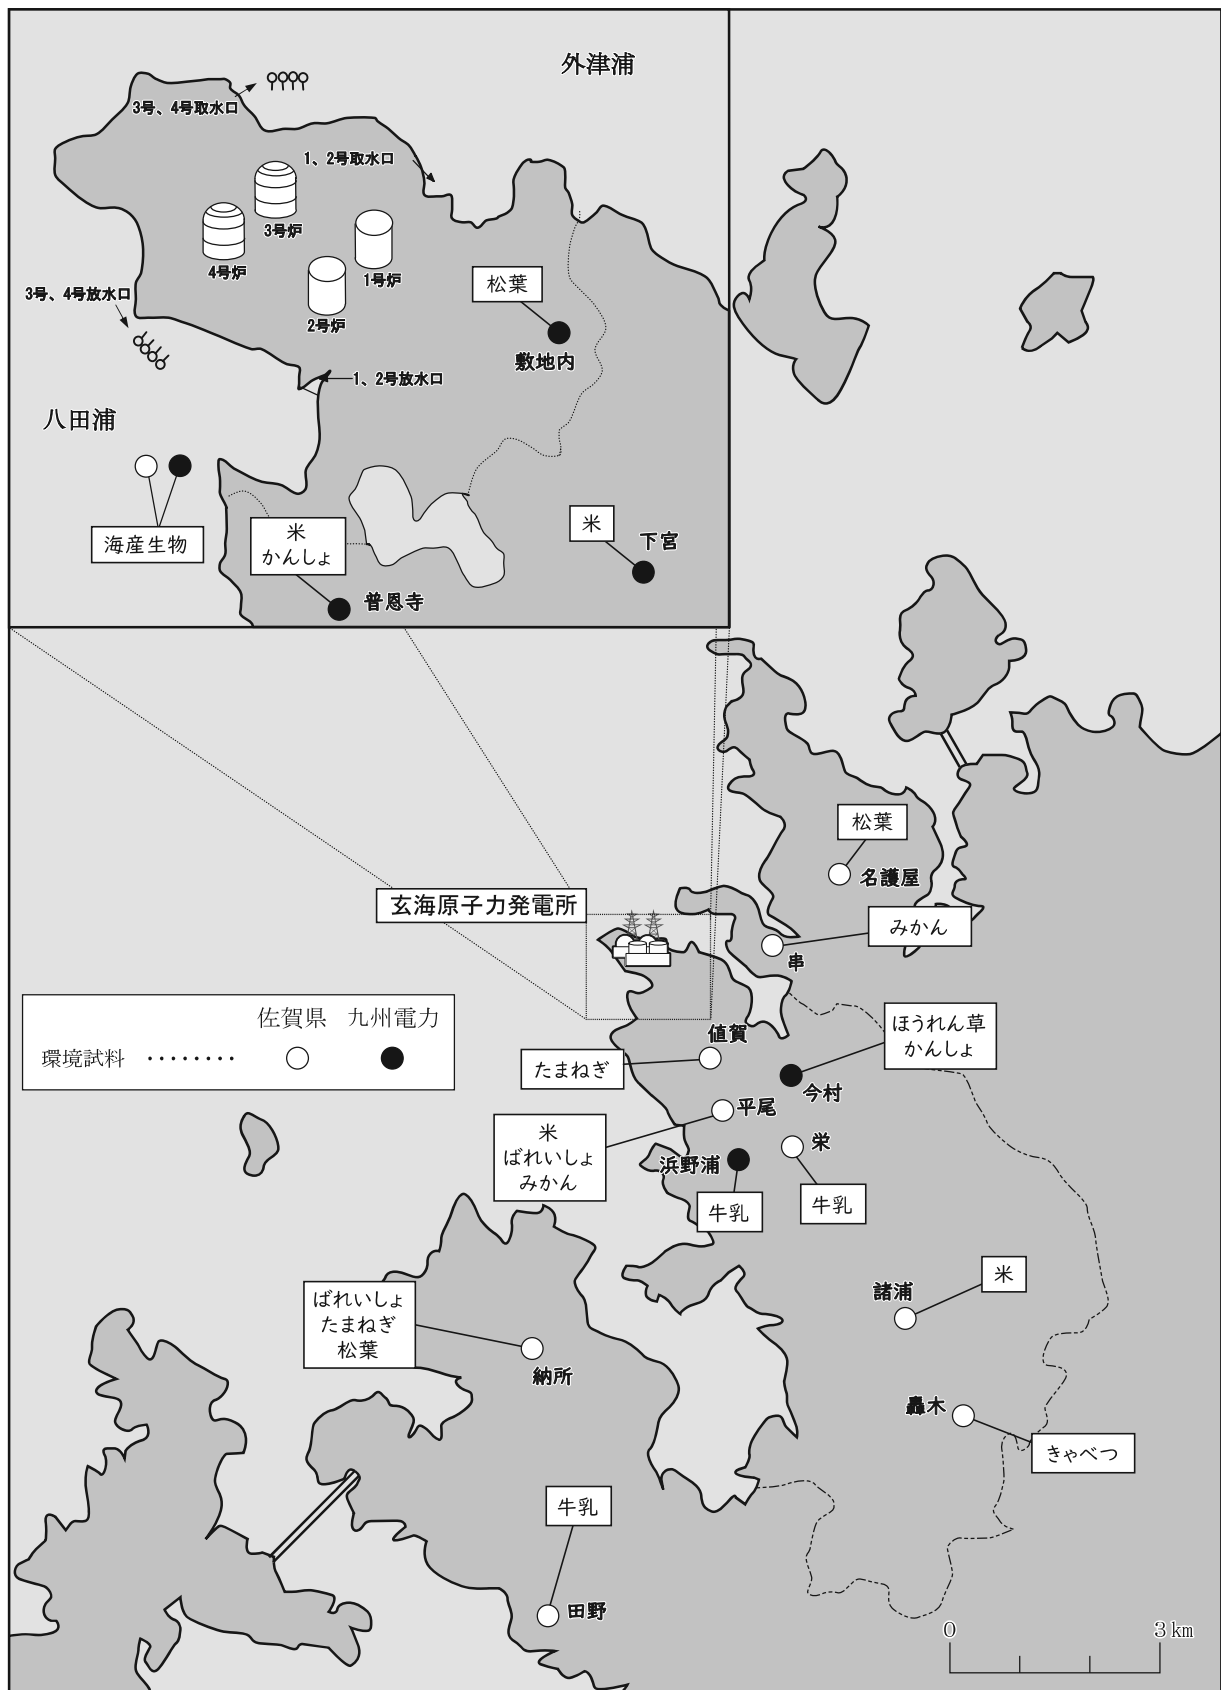 外津浦
3号、4号取水口
1、2号取水口
3号炉
4号炉
1号炉
2号炉
松葉
敷地内
3号、4号放水口
1、2号放水口
八田浦
海産生物
米
かんしょ
普恩寺
米
下宮
松葉
名護屋
玄海原子力発電所
みかん
串
佐賀県 九州電力
環境試料 ········
値賀
たまねぎ
ほうれん草
かんしょ
今村
平尾
米
ばれいしょ
みかん
栄
浜野浦
牛乳
牛乳
諸浦
米
ばれいしょ
たまねぎ
松葉
納所
轟木
きゃべつ
牛乳
田野
0 3km